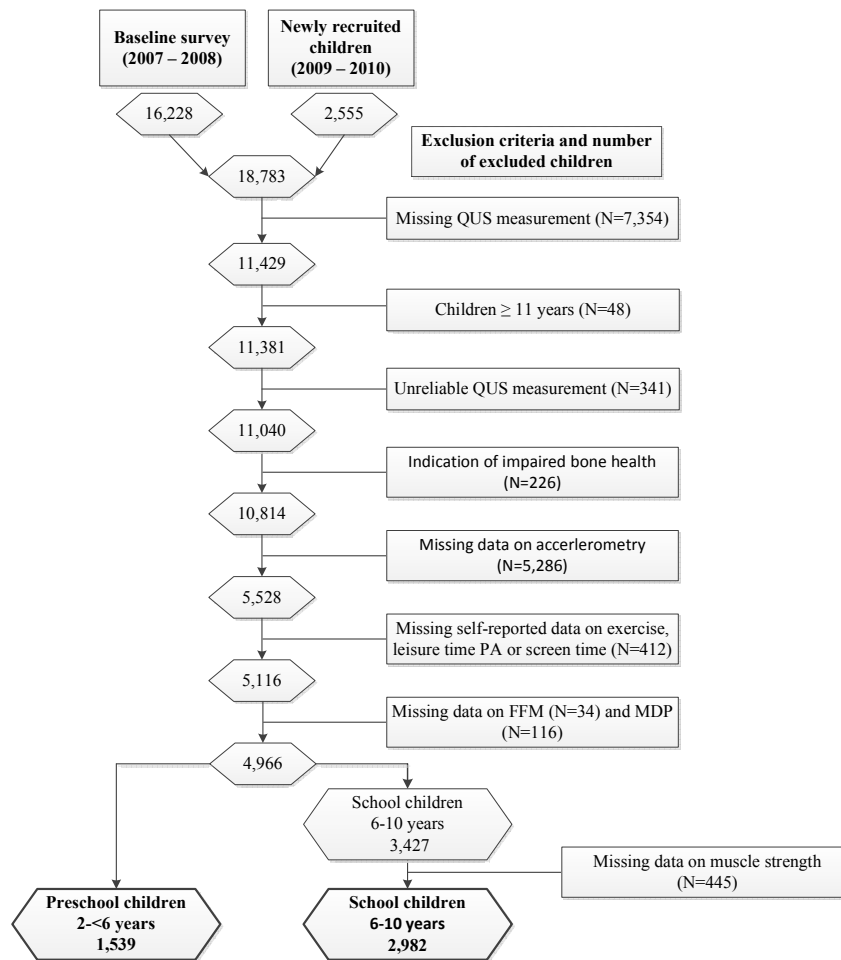 Baseline survey
(2007 – 2008)
Newly recruited
children
(2009 – 2010)
16,228
2,555
Exclusion criteria and number
of excluded children
18,783
Missing QUS measurement (N=7,354)
11,429
Children ≥ 11 years (N=48)
11,381
Unreliable QUS measurement (N=341)
11,040
Indication of impaired bone health
(N=226)
10,814
Missing data on accerlerometry
(N=5,286)
5,528
Missing self-reported data on exercise,
leisure time PA or screen time (N=412)
5,116
Missing data on FFM (N=34) and MDP
(N=116)
4,966
School children
6-10 years
3,427
Missing data on muscle strength
(N=445)
Preschool children
2-<6 years
1,539
School children
6-10 years
2,982